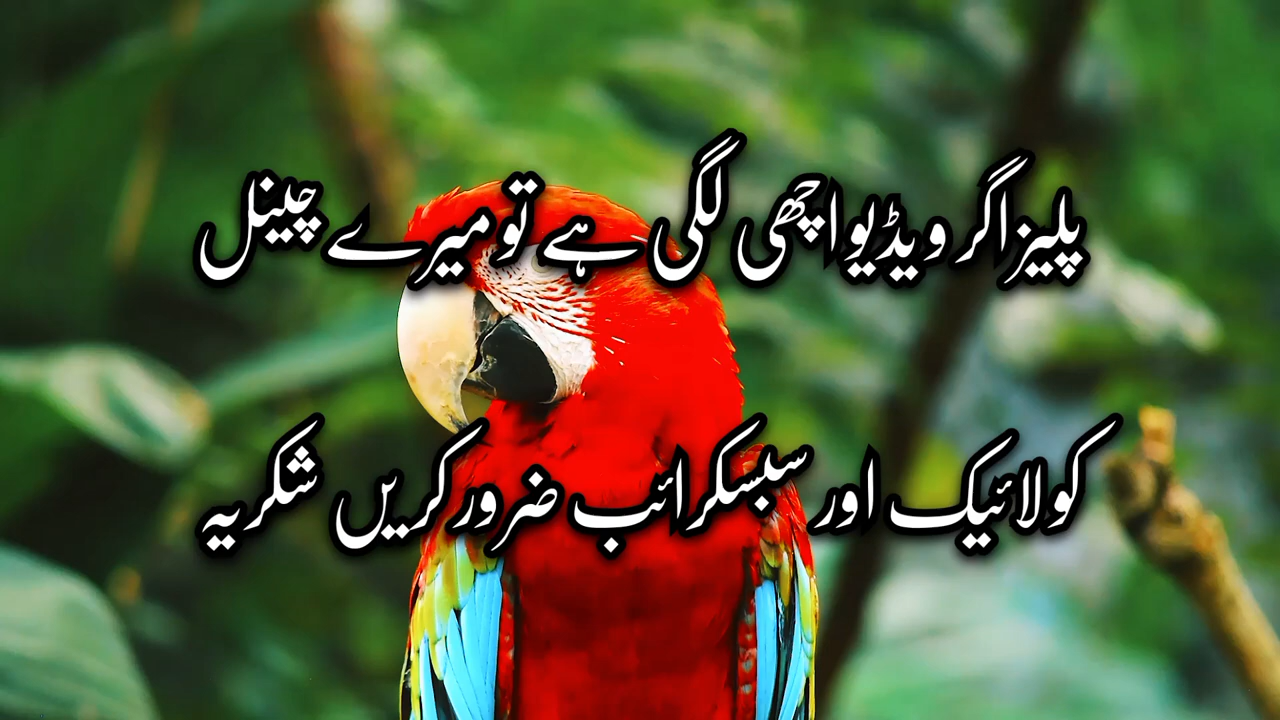 پلیز اگر ویڈیو اچھی لگی ہے تو میرے چینل
کو لائیک اور سبسکرائب ضرور کریں شکریہ